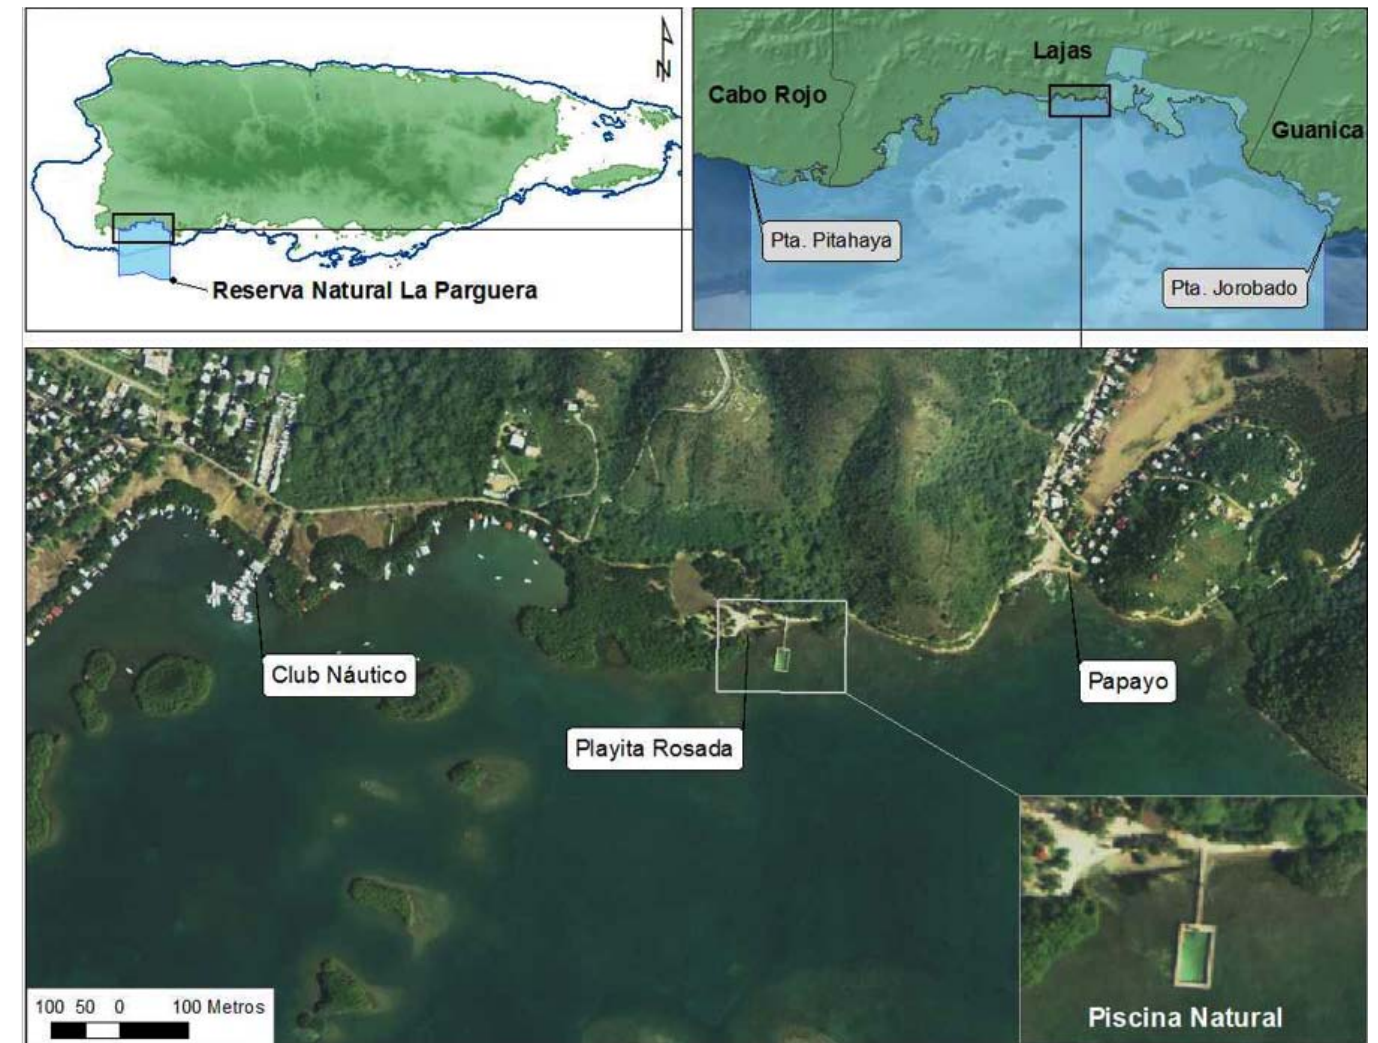 N
Reserva Natural La Parguera
Lajas
Cabo Rojo
Guanica
Pta. Pitahaya
Pta. Jorobado
Club Náutico
Papayo
Playita Rosada
100 50 0 100 Metros
Piscina Natural